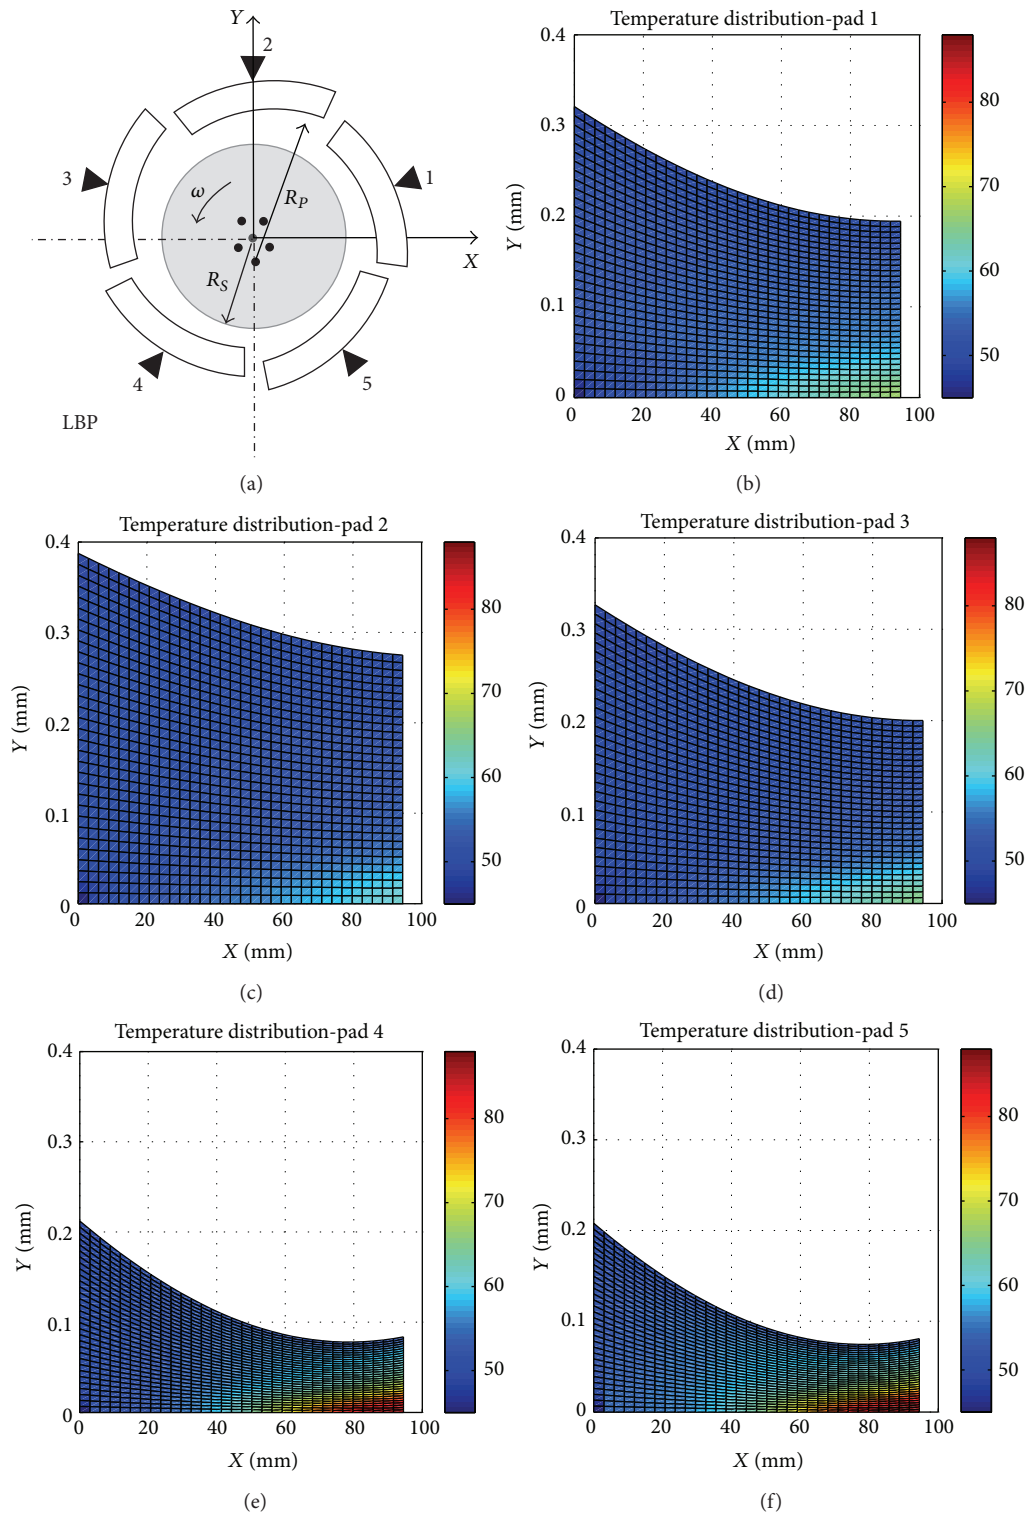 Y
2
3
1
ω
R_P
X
R_S
4
5
LBP
(a)
Temperature distribution-pad 1
0.4
0.3
0.2
0.1
0
Y (mm)
0 20 40 60 80 100
X (mm)
80
70
60
50
(b)
Temperature distribution-pad 2
0.4
0.3
0.2
0.1
0
Y (mm)
0 20 40 60 80 100
X (mm)
80
70
60
50
(c)
Temperature distribution-pad 3
0.4
0.3
0.2
0.1
0
Y (mm)
0 20 40 60 80 100
X (mm)
80
70
60
50
(d)
Temperature distribution-pad 4
0.4
0.3
0.2
0.1
0
Y (mm)
0 20 40 60 80 100
X (mm)
80
70
60
50
(e)
Temperature distribution-pad 5
0.4
0.3
0.2
0.1
0
Y (mm)
0 20 40 60 80 100
X (mm)
80
70
60
50
(f)